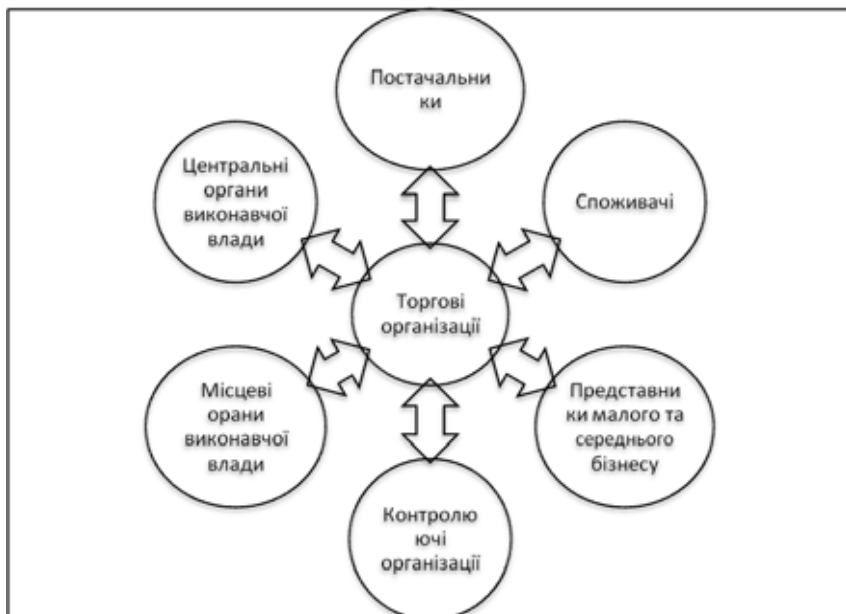 Постачальни
ки
Центральні
органи
виконавчої
влади
Споживачі
Торгові
організації
Місцеві
орани
виконавчої
влади
Представни
ки малого та
середнього
бізнесу
Контролю
ючі
організації